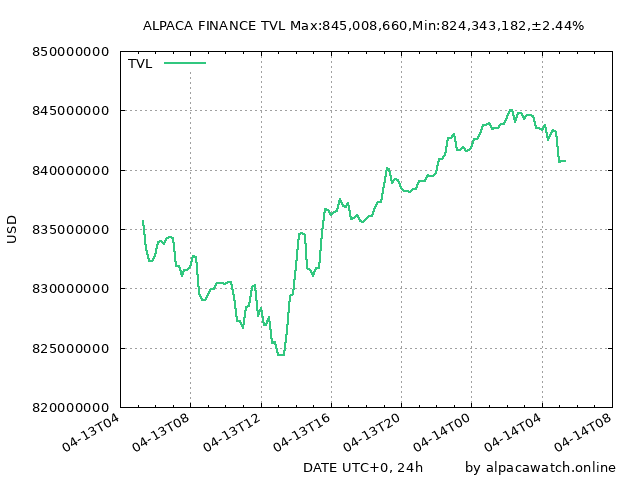 ALPACA FINANCE TVL Max:845,008,660,Min:824,343,182,±2.44%
850000000
TVL
845000000
840000000
835000000
USD
830000000
825000000
820000000
04-13T04 04-13T08 04-13T12 04-13T16 04-13T20 04-14T00 04-14T04 04-14T08
DATE UTC+0, 24h by alpacawatch.online